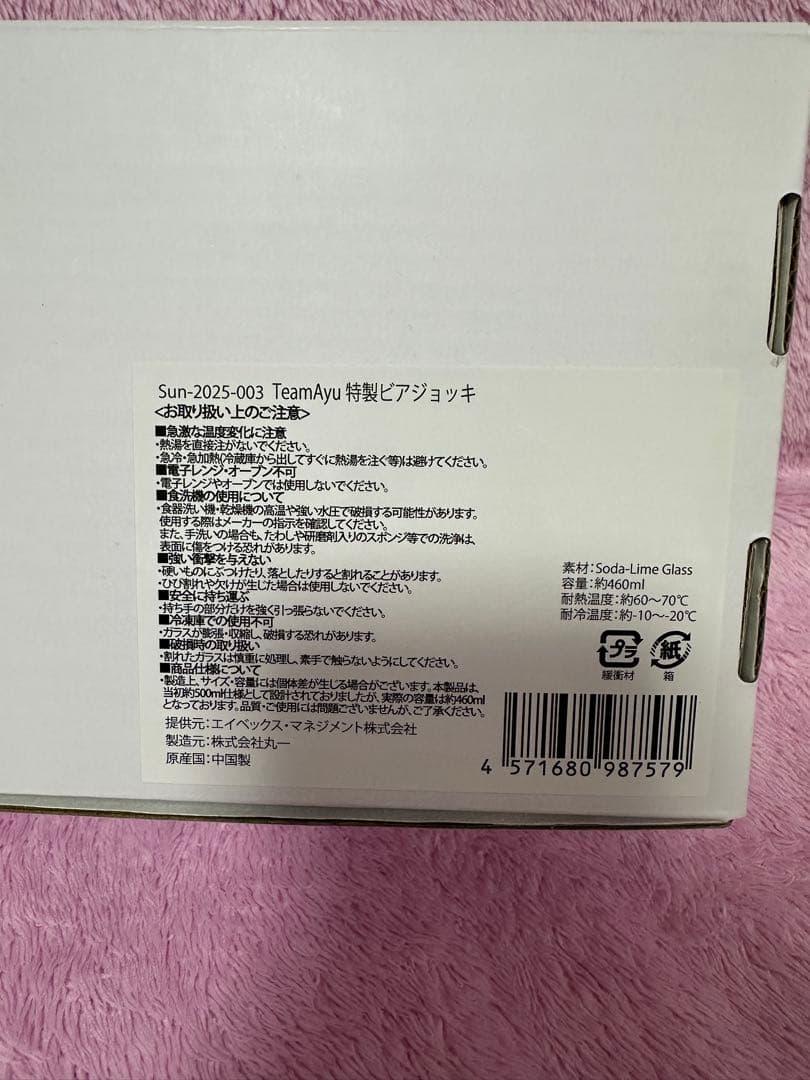 Sun-2025-003 TeamAyu 特製ビアジョッキ
<お取り扱い上のご注意>
■急激な温度変化に注意
・熱湯を直接注がないでください。
・急冷・急加熱(冷蔵庫から出してすぐに熱湯を注ぐ等)は避けてください。
■電子レンジ・オーブン不可
・電子レンジやオーブンでは使用しないでください。
■食洗機の使用について
・食器洗い機・乾燥機の高温や強い水圧で破損する可能性があります。
使用する際はメーカーの指示を確認してください。
また、手洗いの場合も、たわしや研磨剤入りのスポンジ等での洗浄は、
表面に傷をつける恐れがあります。
■強い衝撃を与えない
・硬いものにぶつけたり、落としたりすると割れることがあります。
・ひび割れや欠けが生じた場合は使用しないでください。
■安全に持ち運ぶ
・持ち手の部分だけを強く引っ張らないでください。
■冷凍庫での使用不可
・ガラスが膨張・収縮し、破損する恐れがあります。
■破損時の取り扱い
・割れたガラスは慎重に処理し、素手で触らないようにしてください。
■商品仕様について
・製造上、サイズ・容量には個体差が生じる場合がございます。本製品は、
当初約500ml仕様として設計されておりましたが、実際の容量は約460ml
となっております。品質・ご使用には問題ございませんが、ご了承ください。
提供元：エイベックス・マネジメント株式会社
製造元：株式会社丸一
原産国：中国製
素材：Soda-Lime Glass
容量：約460ml
耐熱温度：約60～70℃
耐冷温度：約-10～-20℃
プラ 紙
緩衝材 箱
4 571680 987579